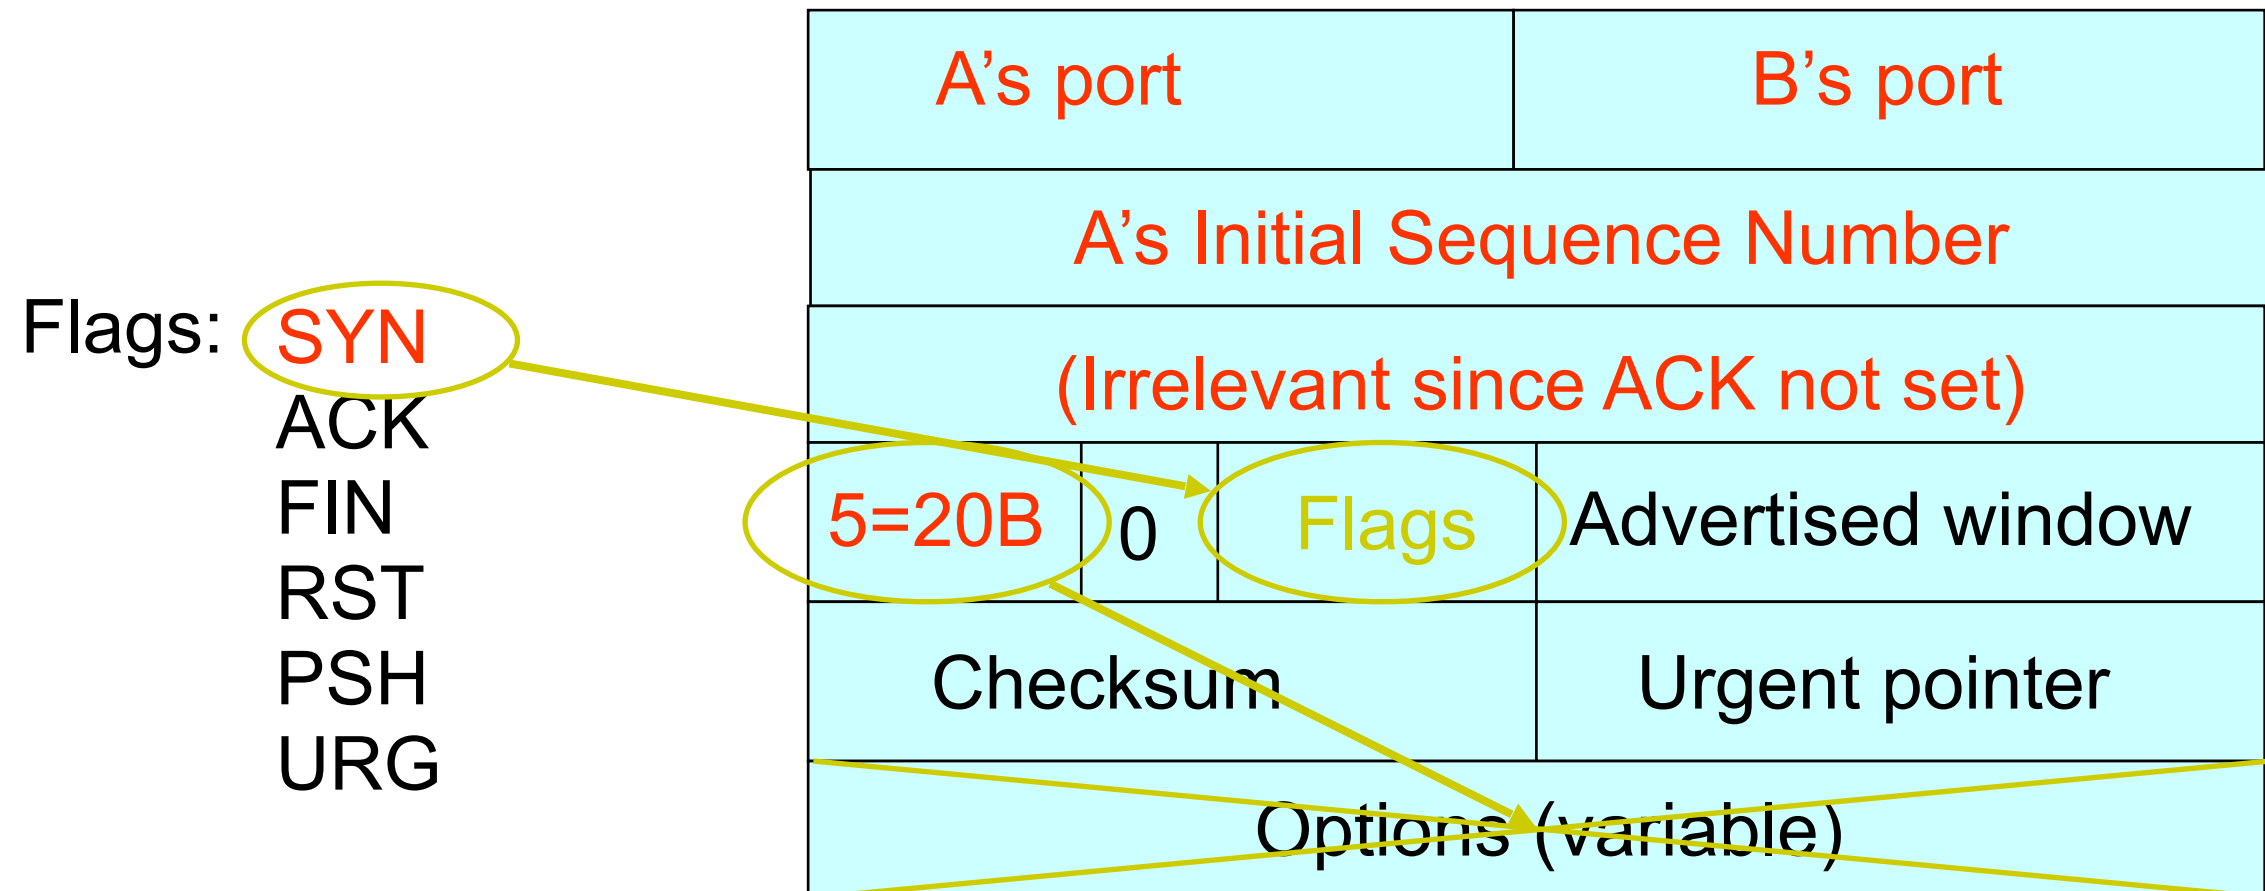 A’s port
B’s port
A’s Initial Sequence Number
Flags: SYN
(Irrelevant since ACK not set)
ACK
FIN
5=20B
0
Flags
Advertised window
RST
PSH
Checksum
Urgent pointer
URG
Options (variable)